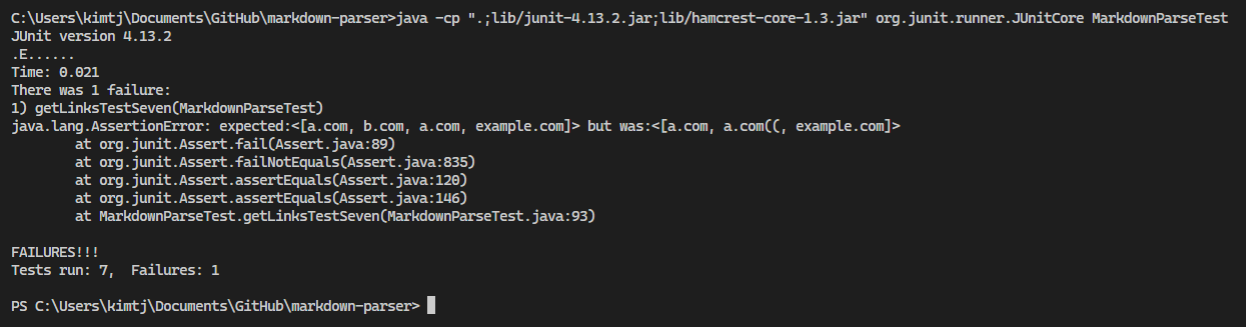 C:\Users\kimtj\Documents\GitHub\markdown-parser>java -cp ".;lib/junit-4.13.2.jar;lib/hamcrest-core-1.3.jar" org.junit.runner.JUnitCore MarkdownParseTest
JUnit version 4.13.2
.E......
Time: 0.021
There was 1 failure:
1) getLinksTestSeven(MarkdownParseTest)
java.lang.AssertionError: expected:<[a.com, b.com, a.com, example.com]> but was:<[a.com, a.com((, example.com]>
        at org.junit.Assert.fail(Assert.java:89)
        at org.junit.Assert.failNotEquals(Assert.java:835)
        at org.junit.Assert.assertEquals(Assert.java:120)
        at org.junit.Assert.assertEquals(Assert.java:146)
        at MarkdownParseTest.getLinksTestSeven(MarkdownParseTest.java:93)
FAILURES!!!
Tests run: 7,  Failures: 1
PS C:\Users\kimtj\Documents\GitHub\markdown-parser>